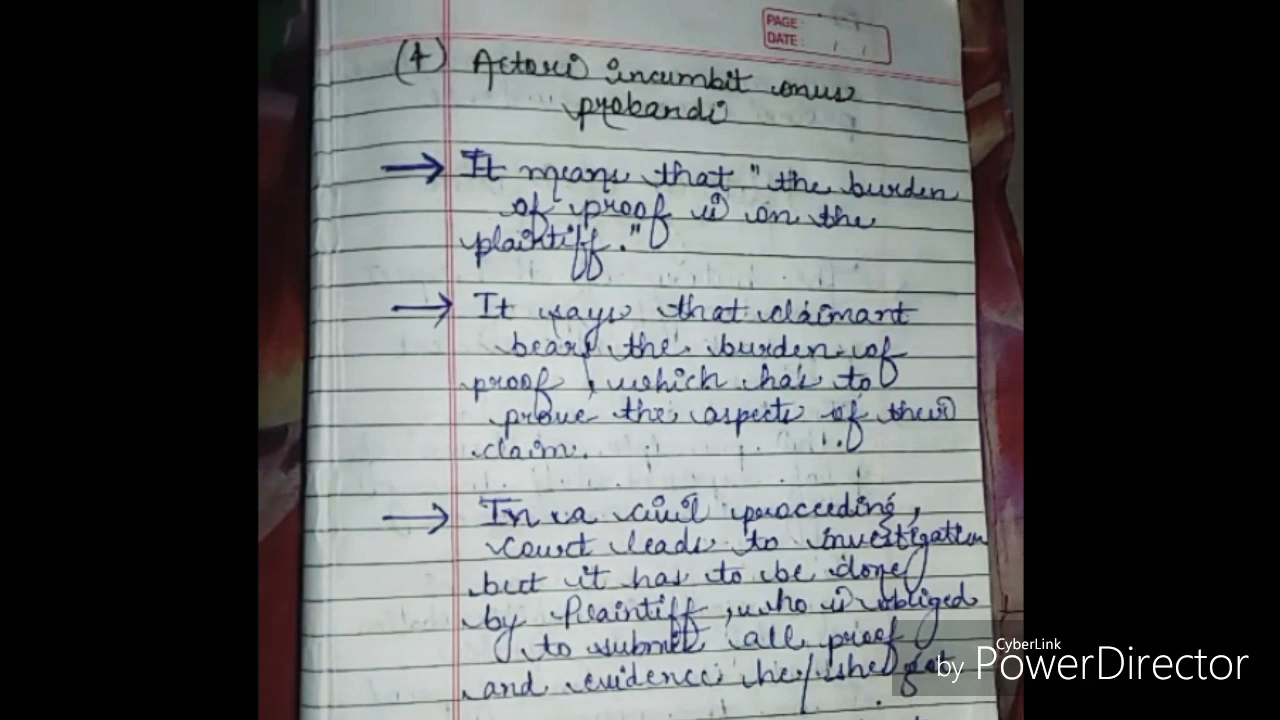 PAGE :
DATE : / /
(4) Actori incumbit onus
probandi
→ It means that "the burden
of proof is on the
plaintiff."
→ It says that claimant
bears the burden of
proof, which has to
prove the aspects of their
claim.
→ In a civil proceeding,
court leads to investigation
but it has to be done
by Plaintiff, who is obliged
to submit all proof
and evidence he/she got
CyberLink
by PowerDirector